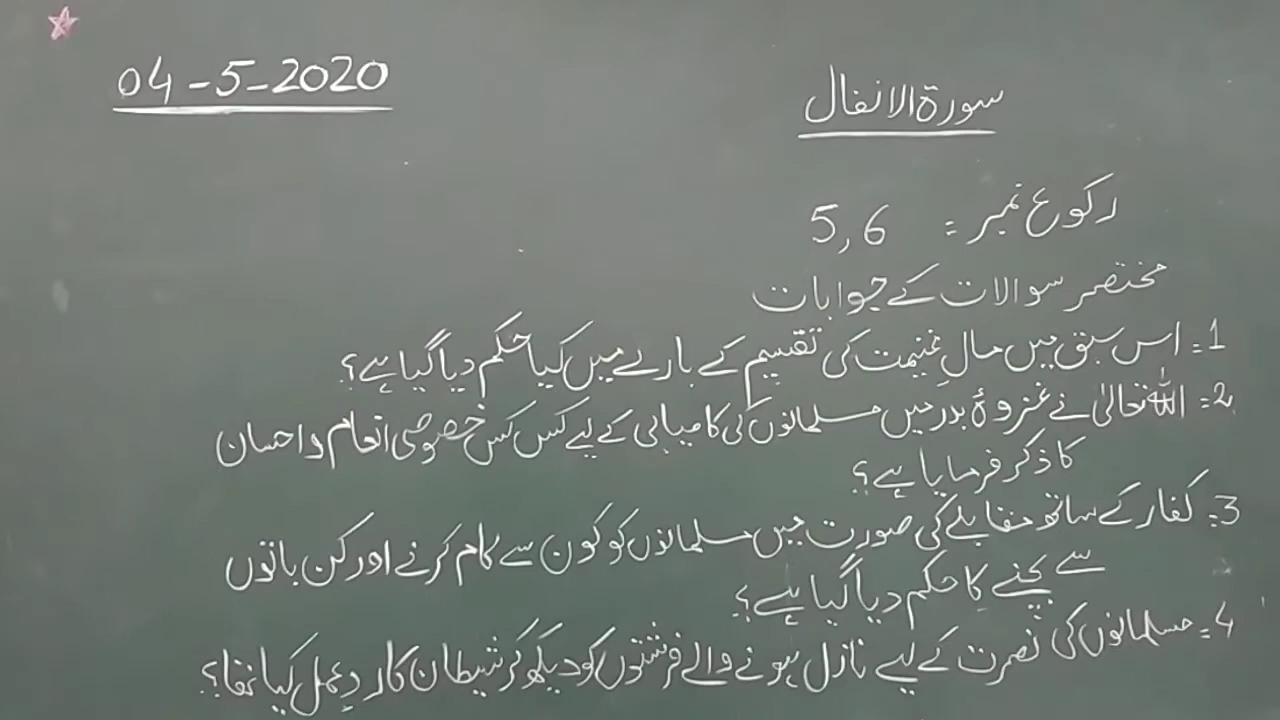 04-5-2020
سورۃ الانفال
رکوع نمبر: 5,6
مختصر سوالات کے جوابات
1: اس سبق میں مالِ غنیمت کی تقسیم کے بارے میں کیا حکم دیا گیا ہے؟
2: اللہ تعالیٰ نے غزوۂ بدر میں مسلمانوں کی کامیابی کے لیے کس کس خصوصی انعام و احسان
کا ذکر فرمایا ہے؟
3: کفار کے ساتھ مقابلے کی صورت میں مسلمانوں کو کون سے کام کرنے اور کن باتوں
سے بچنے کا حکم دیا گیا ہے؟
4: مسلمانوں کی نصرت کے لیے نازل ہونے والے فرشتوں کو دیکھ کر شیطان کا ردِ عمل کیا تھا؟